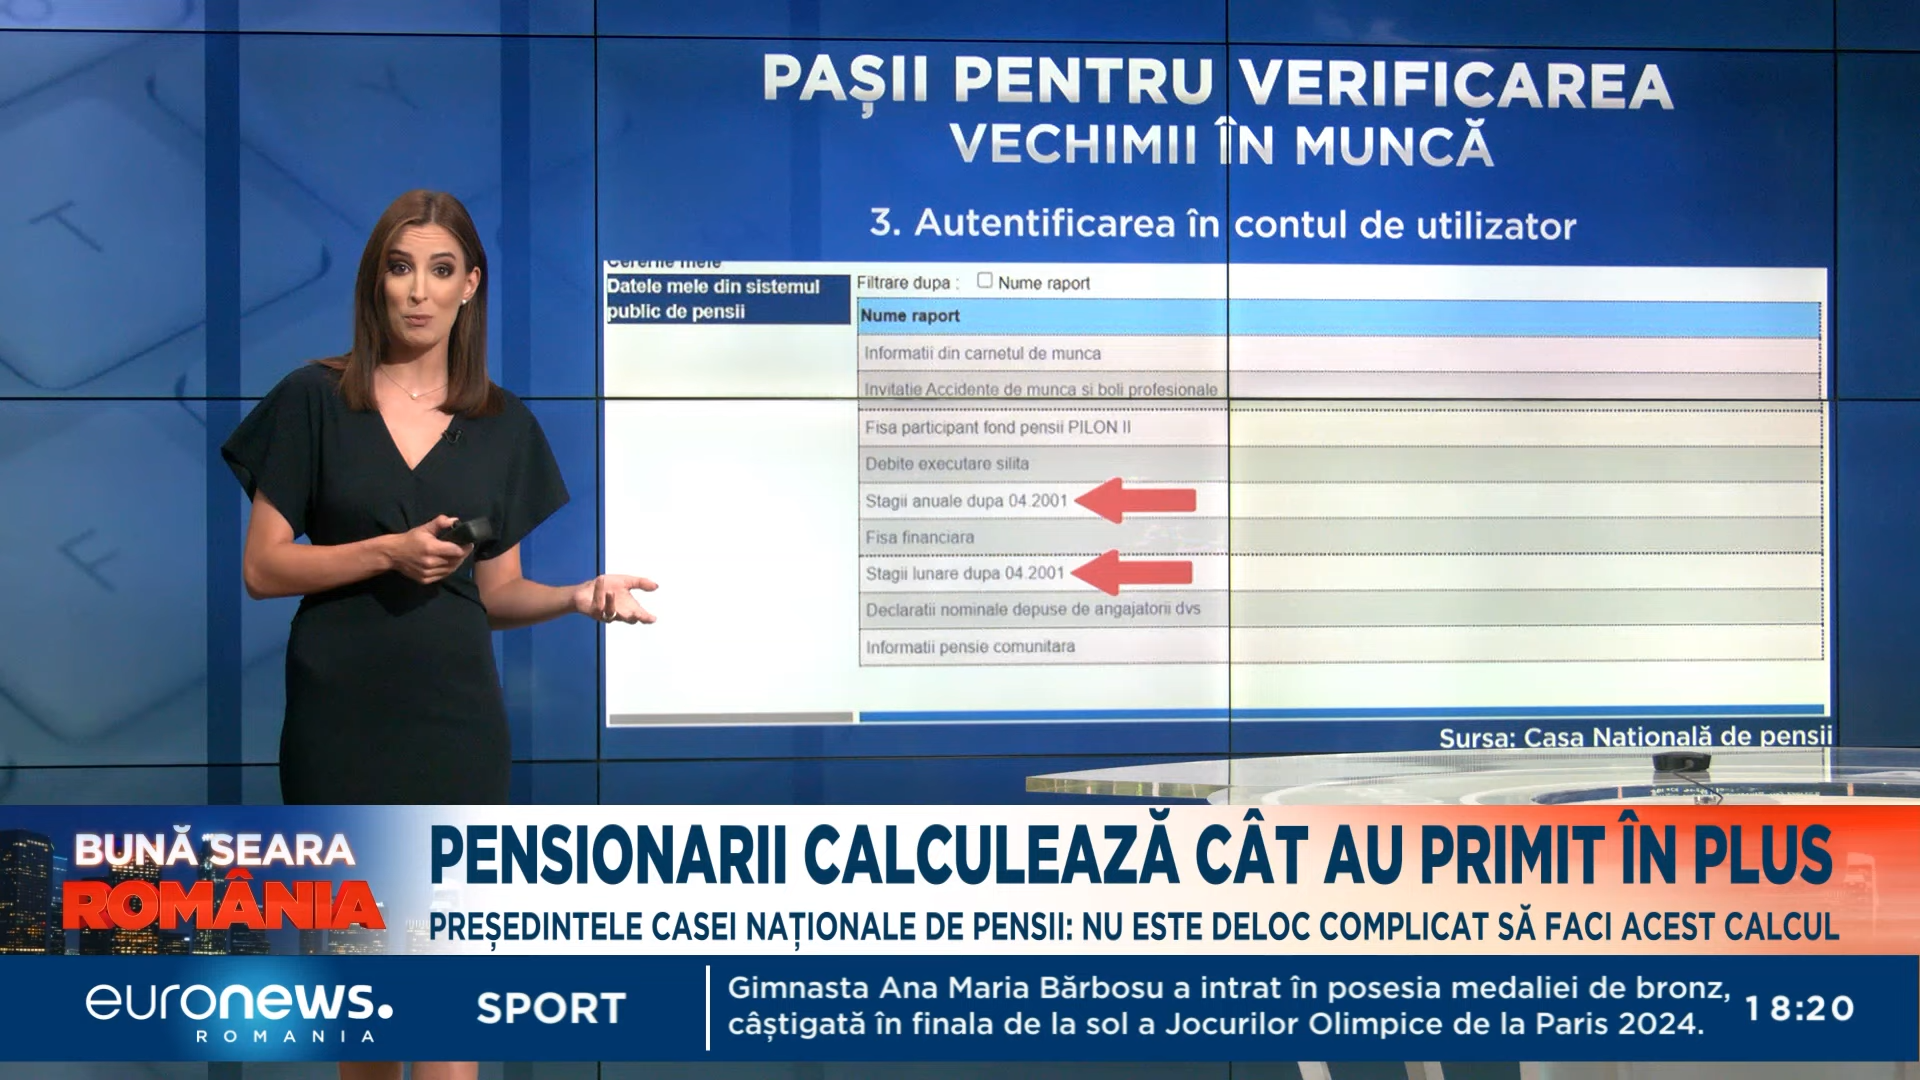 PAȘII PENTRU VERIFICAREA
VECHIMII ÎN MUNCĂ
3. Autentificarea în contul de utilizator
Cererile mele
Datele mele din sistemul
public de pensii
Filtrare dupa : Nume raport
Nume raport
Informatii din carnetul de munca
Invitatie Accidente de munca si boli profesionale
Fisa participant fond pensii PILON II
Debite executare silita
Stagii anuale dupa 04.2001
Fisa financiara
Stagii lunare dupa 04.2001
Declaratii nominale depuse de angajatorii dvs
Informatii pensie comunitara
Sursa: Casa Natională de pensii
T
Y
F
BUNĂ SEARA
ROMÂNIA
PENSIONARII CALCULEAZĂ CÂT AU PRIMIT ÎN PLUS
PREȘEDINTELE CASEI NAȚIONALE DE PENSII: NU ESTE DELOC COMPLICAT SĂ FACI ACEST CALCUL
euronews.
ROMANIA
SPORT
Gimnasta Ana Maria Bărbosu a intrat în posesia medaliei de bronz,
câștigată în finala de la sol a Jocurilor Olimpice de la Paris 2024.
18:20